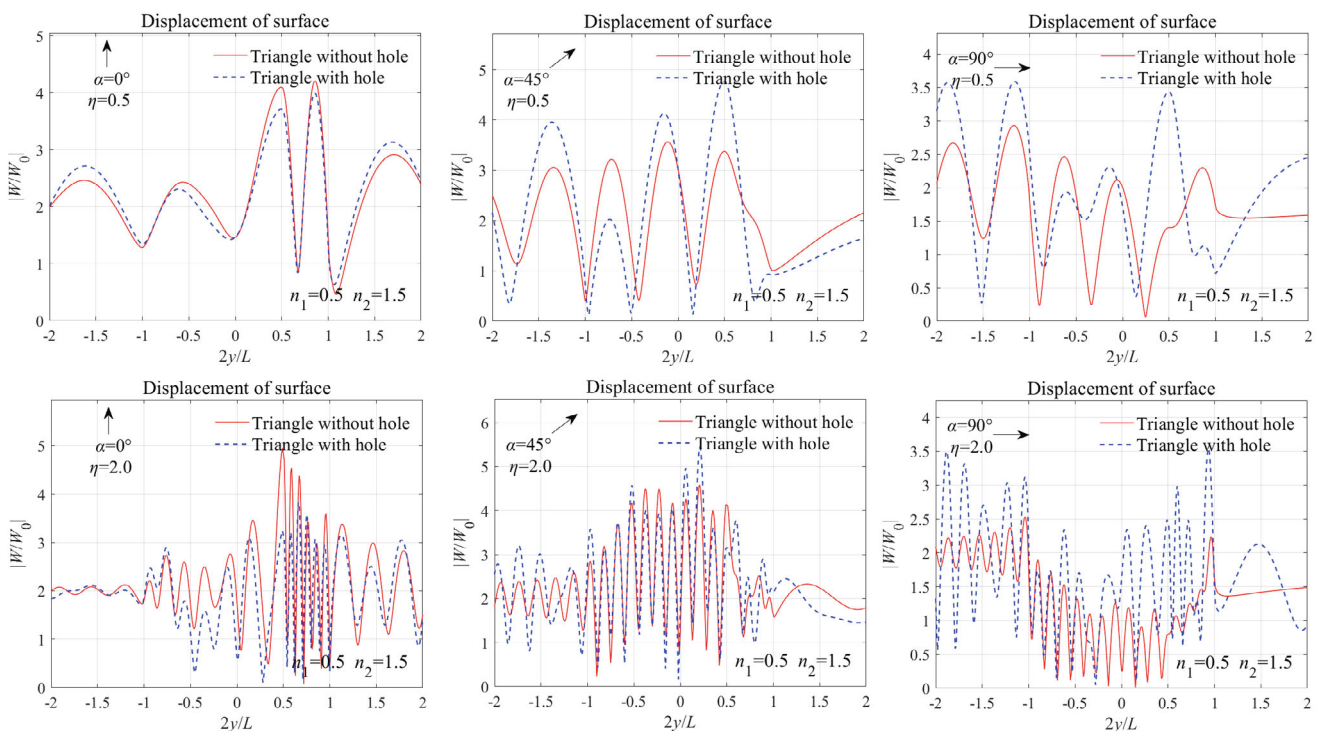 Displacement of surface
5
4
3
2
1
0
-2
-1.5
-1
-0.5
0
0.5
1
1.5
2
|W/W0|
2y/L
α=0°
η=0.5
Triangle without hole
Triangle with hole
n1=0.5 n2=1.5
Displacement of surface
5
4
3
2
1
0
-2
-1.5
-1
-0.5
0
0.5
1
1.5
2
|W/W0|
2y/L
α=45°
η=0.5
Triangle without hole
Triangle with hole
n1=0.5 n2=1.5
Displacement of surface
4
3.5
3
2.5
2
1.5
1
0.5
0
-2
-1.5
-1
-0.5
0
0.5
1
1.5
2
|W/W0|
2y/L
α=90°
η=0.5
Triangle without hole
Triangle with hole
n1=0.5 n2=1.5
Displacement of surface
5
4
3
2
1
0
-2
-1.5
-1
-0.5
0
0.5
1
1.5
2
|W/W0|
2y/L
α=0°
η=2.0
Triangle without hole
Triangle with hole
n1=0.5 n2=1.5
Displacement of surface
6
5
4
3
2
1
0
-2
-1.5
-1
-0.5
0
0.5
1
1.5
2
|W/W0|
2y/L
α=45°
η=2.0
Triangle without hole
Triangle with hole
n1=0.5 n2=1.5
Displacement of surface
4
3.5
3
2.5
2
1.5
1
0.5
0
-2
-1.5
-1
-0.5
0
0.5
1
1.5
2
|W/W0|
2y/L
α=90°
η=2.0
Triangle without hole
Triangle with hole
n1=0.5 n2=1.5